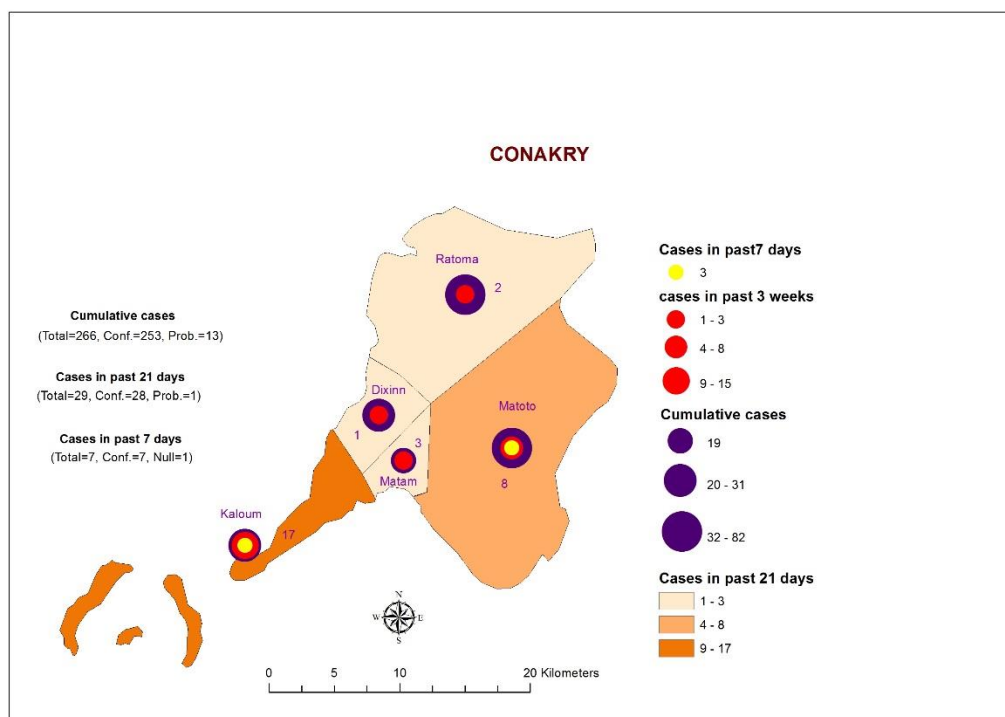 CONAKRY
Cumulative cases
(Total=266, Conf.=253, Prob.=13)
Cases in past 21 days
(Total=29, Conf.=28, Prob.=1)
Cases in past 7 days
(Total=7, Conf.=7, Null=1)
Ratoma
2
Dixinn
1
3
Matam
Matoto
8
Kaloum
17
Cases in past7 days
3
cases in past 3 weeks
1 - 3
4 - 8
9 - 15
Cumulative cases
19
20 - 31
32 - 82
Cases in past 21 days
1 - 3
4 - 8
9 - 17
N
W E
S
0 5 10 20 Kilometers